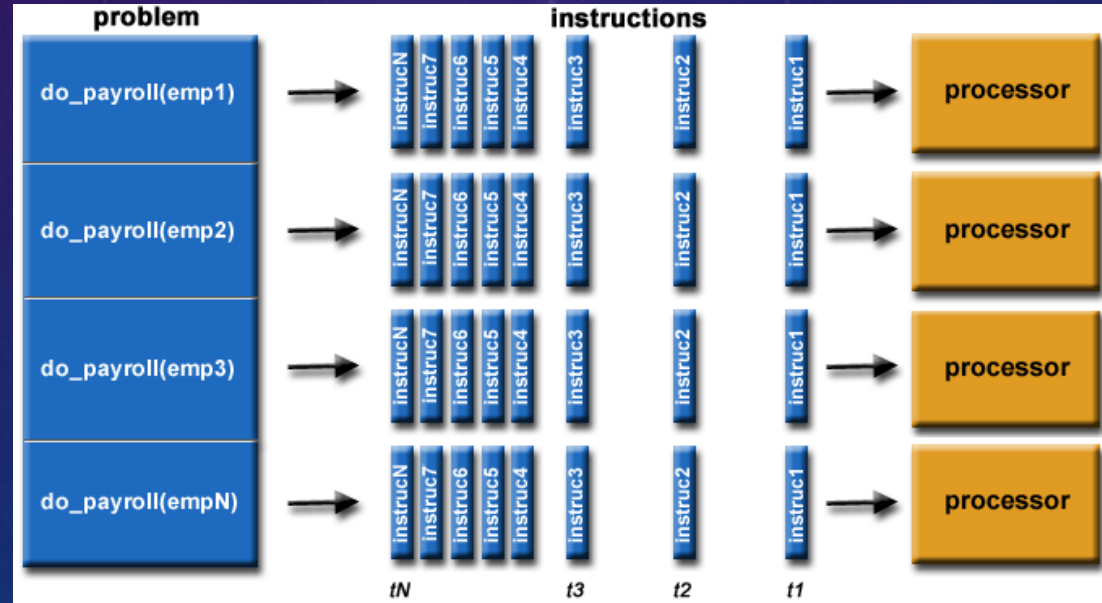 problem
instructions
do_payroll(emp1)
instrucN
instruc7
instruc6
instruc5
instruc4
instruc3
instruc2
instruc1
processor
do_payroll(emp2)
instrucN
instruc7
instruc6
instruc5
instruc4
instruc3
instruc2
instruc1
processor
do_payroll(emp3)
instrucN
instruc7
instruc6
instruc5
instruc4
instruc3
instruc2
instruc1
processor
do_payroll(empN)
instrucN
instruc7
instruc6
instruc5
instruc4
instruc3
instruc2
instruc1
processor
tN
t3
t2
t1